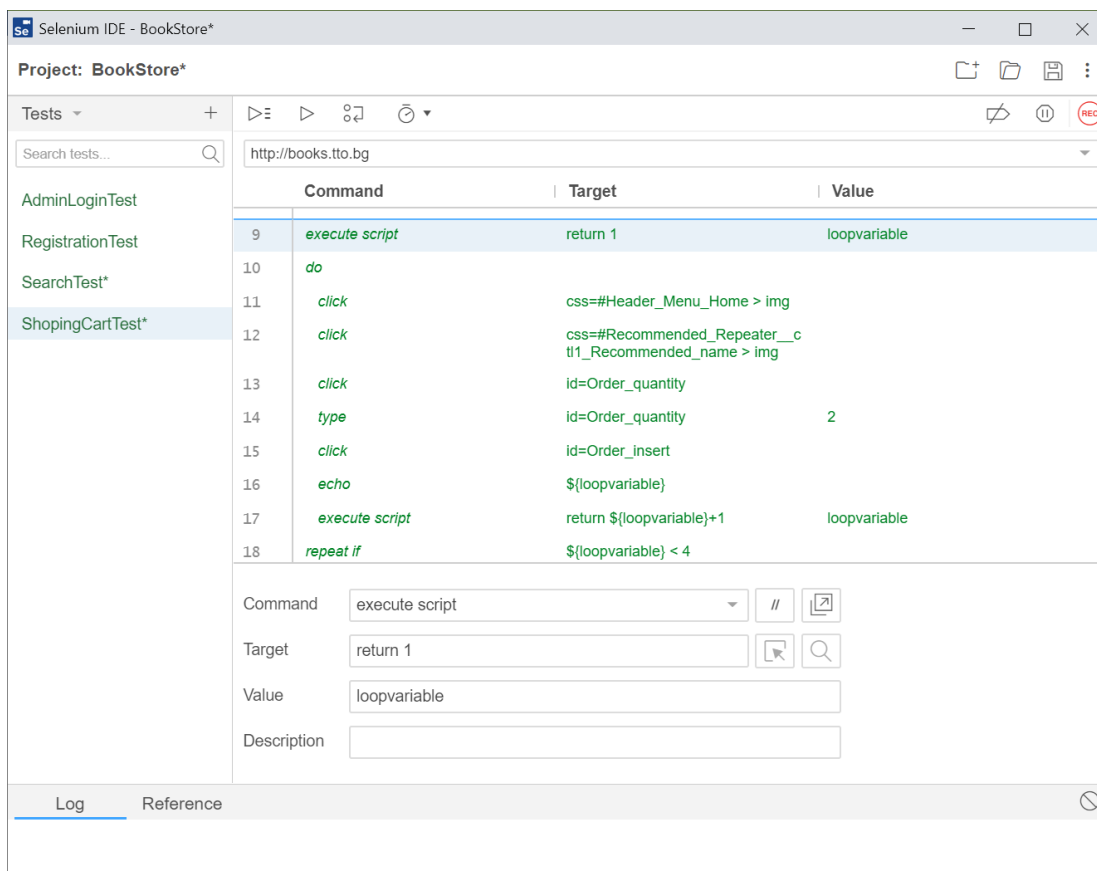 Se Selenium IDE - BookStore*
Project: BookStore*
Tests
Search tests...
AdminLoginTest
RegistrationTest
SearchTest*
ShopingCartTest*
REC
http://books.tto.bg
Command Target Value
9 execute script return 1 loopvariable
10 do
11 click css=#Header_Menu_Home > img
12 click css=#Recommended_Repeater__c
tl1_Recommended_name > img
13 click id=Order_quantity
14 type id=Order_quantity 2
15 click id=Order_insert
16 echo ${loopvariable}
17 execute script return ${loopvariable}+1 loopvariable
18 repeat if ${loopvariable} < 4
Command execute script //
Target return 1
Value loopvariable
Description
Log Reference